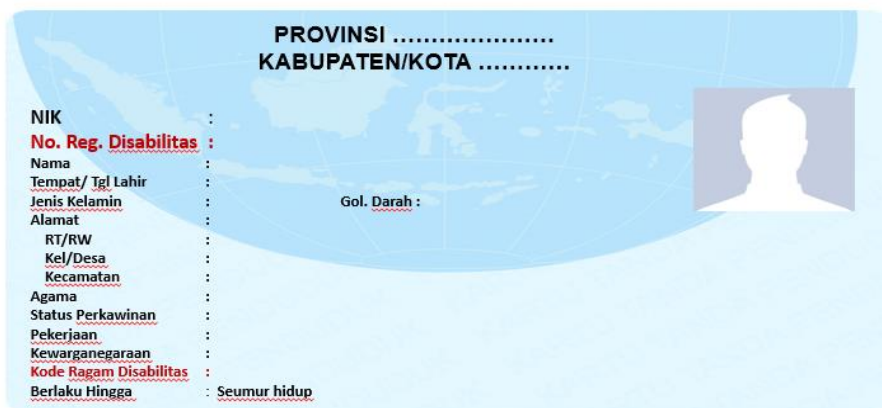 PROVINSI .....................
KABUPATEN/KOTA ............
NIK :
No. Reg. Disabilitas :
Nama :
Tempat/ Tgl Lahir :
Jenis Kelamin : Gol. Darah :
Alamat :
RT/RW :
Kel/Desa :
Kecamatan :
Agama :
Status Perkawinan :
Pekerjaan :
Kewarganegaraan :
Kode Ragam Disabilitas :
Berlaku Hingga : Seumur hidup